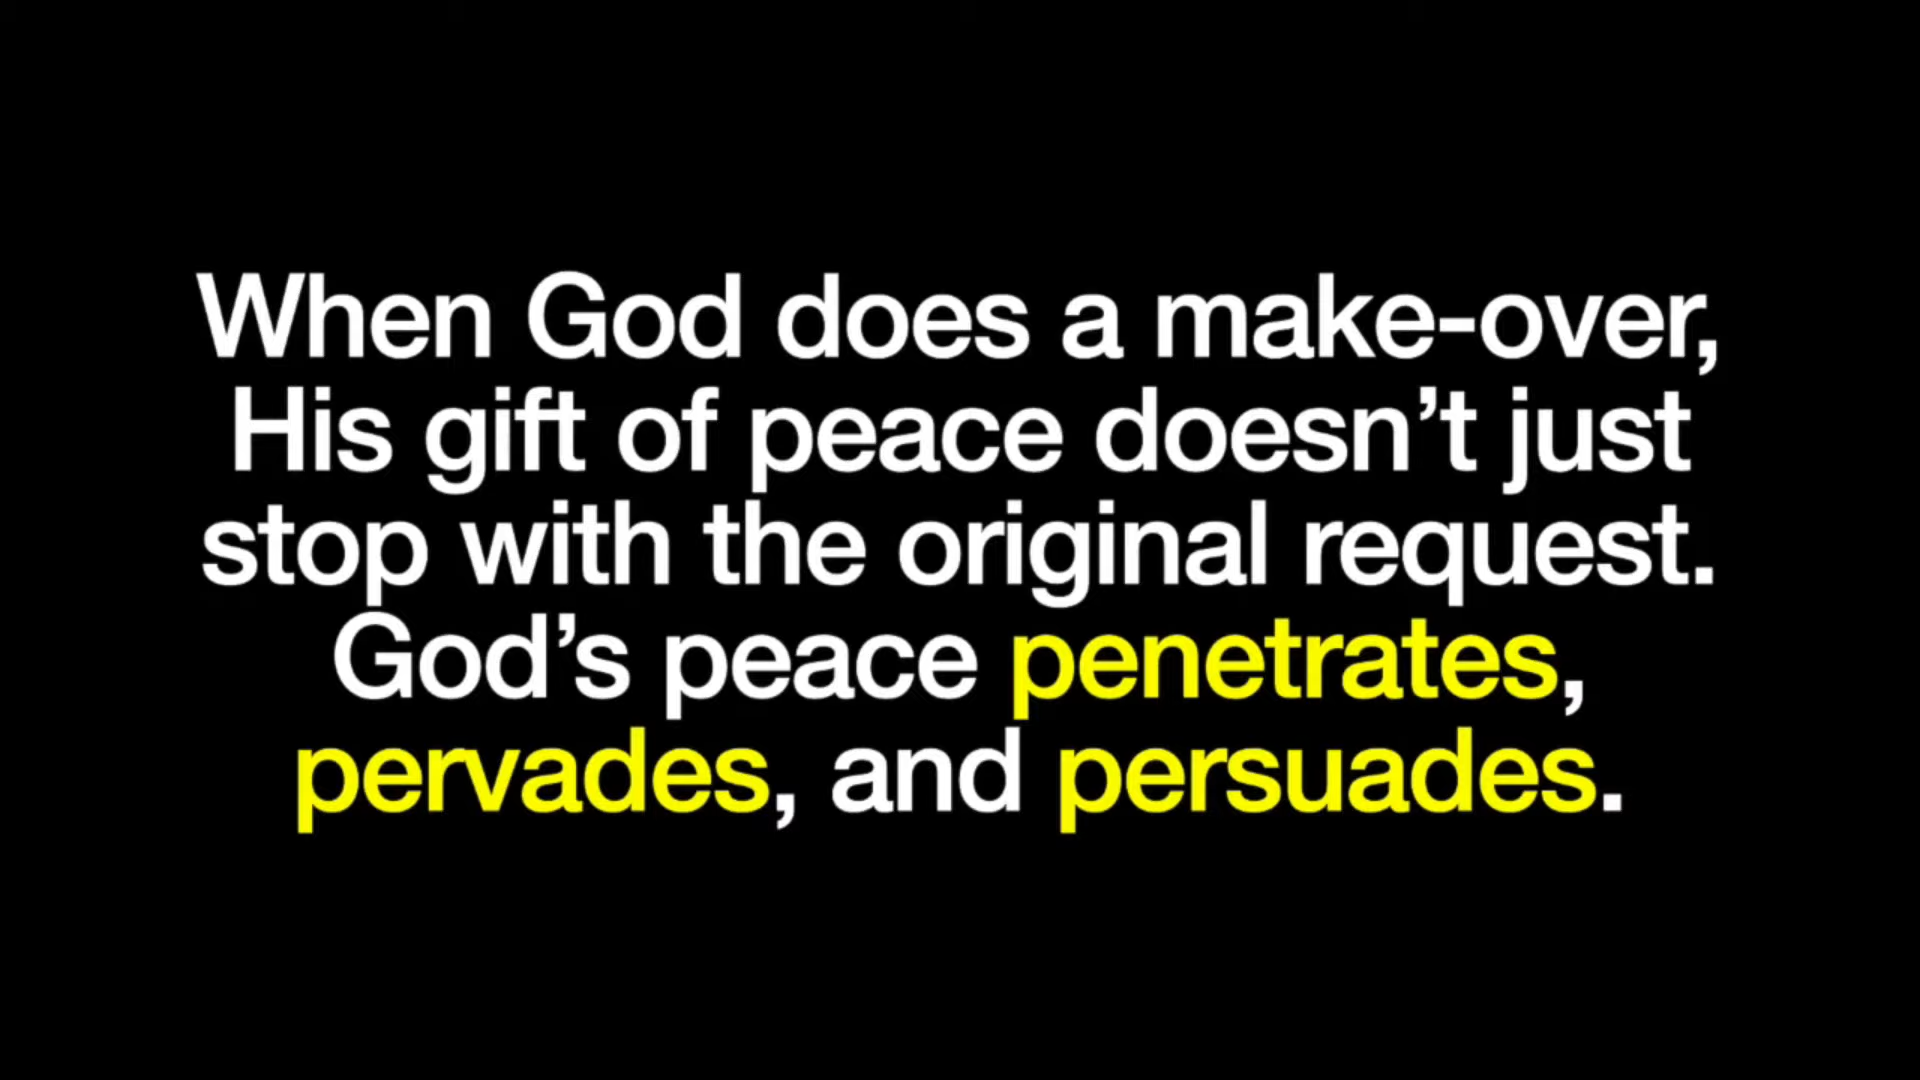 When God does a make-over,
His gift of peace doesn’t just
stop with the original request.
God’s peace penetrates,
pervades, and persuades.